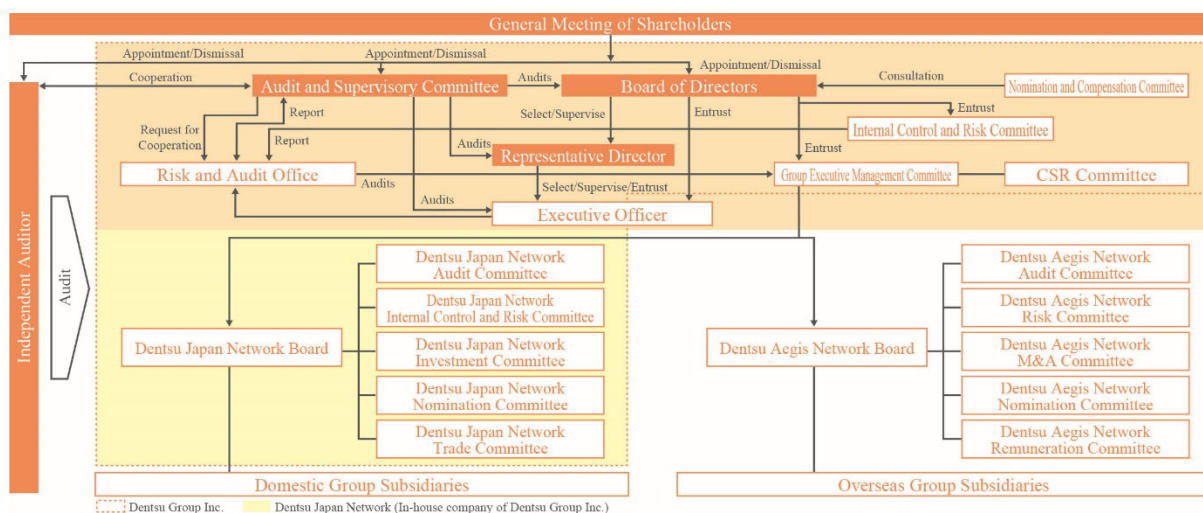 General Meeting of Shareholders
Appointment/Dismissal
Appointment/Dismissal
Appointment/Dismissal
Cooperation
Audit and Supervisory Committee
Audits
Board of Directors
Consultation
Nomination and Compensation Committee
Request for
Cooperation
Report
Report
Select/Supervise
Entrust
Entrust
Internal Control and Risk Committee
Audits
Representative Director
Entrust
Risk and Audit Office
Audits
Group Executive Management Committee
CSR Committee
Select/Supervise/Entrust
Audits
Executive Officer
Independent Auditor
Audit
Dentsu Japan Network Board
Dentsu Japan Network
Audit Committee
Dentsu Japan Network
Internal Control and Risk Committee
Dentsu Japan Network
Investment Committee
Dentsu Japan Network
Nomination Committee
Dentsu Japan Network
Trade Committee
Dentsu Aegis Network Board
Dentsu Aegis Network
Audit Committee
Dentsu Aegis Network
Risk Committee
Dentsu Aegis Network
M&A Committee
Dentsu Aegis Network
Nomination Committee
Dentsu Aegis Network
Remuneration Committee
Domestic Group Subsidiaries
Overseas Group Subsidiaries
Dentsu Group Inc.
Dentsu Japan Network (In-house company of Dentsu Group Inc.)